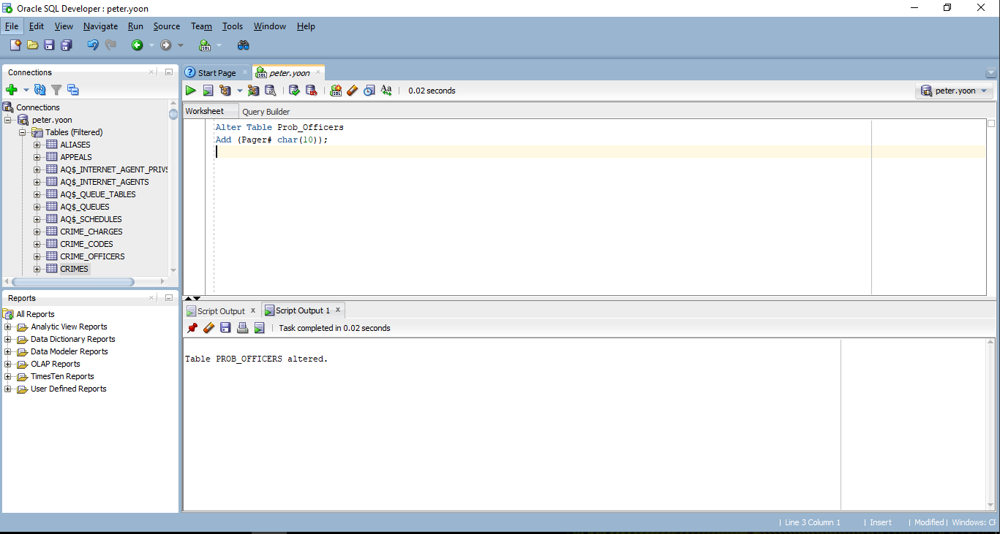 Oracle SQL Developer : peter.yoon
File Edit View Navigate Run Source Team Tools Window Help
Connections
Connections
peter.yoon
Tables (Filtered)
ALIASES
APPEALS
AQ$_INTERNET_AGENT_PRIVS
AQ$_INTERNET_AGENTS
AQ$_QUEUE_TABLES
AQ$_QUEUES
AQ$_SCHEDULES
CRIME_CHARGES
CRIME_CODES
CRIME_OFFICERS
CRIMES
Reports
All Reports
Analytic View Reports
Data Dictionary Reports
Data Modeler Reports
OLAP Reports
TimesTen Reports
User Defined Reports
Start Page peter.yoon
0.02 seconds
peter.yoon
Worksheet Query Builder
Alter Table Prob_Officers
Add (Pager# char(10));
Script Output Script Output 1
Task completed in 0.02 seconds
Table PROB_OFFICERS altered.
Line 3 Column 1 | Insert | Modified | Windows: CF